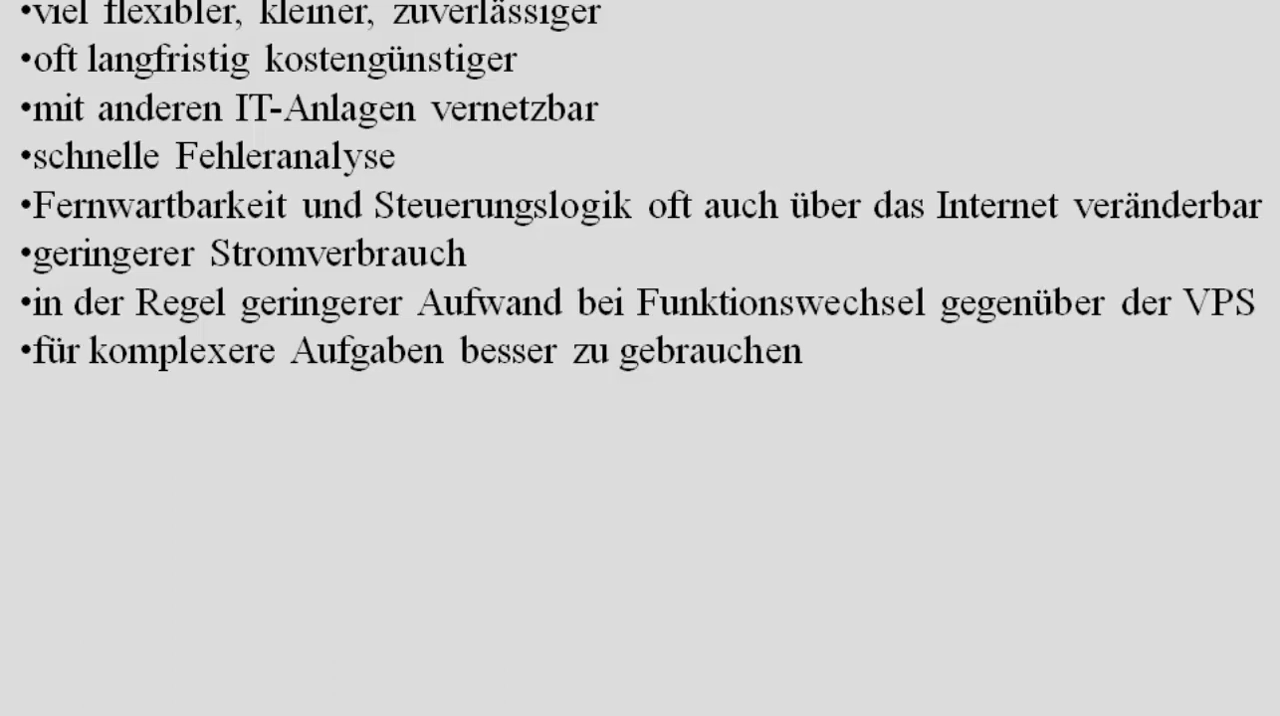 •viel flexibler, kleiner, zuverlässiger
•oft langfristig kostengünstiger
•mit anderen IT-Anlagen vernetzbar
•schnelle Fehleranalyse
•Fernwartbarkeit und Steuerungslogik oft auch über das Internet veränderbar
•geringerer Stromverbrauch
•in der Regel geringerer Aufwand bei Funktionswechsel gegenüber der VPS
•für komplexere Aufgaben besser zu gebrauchen